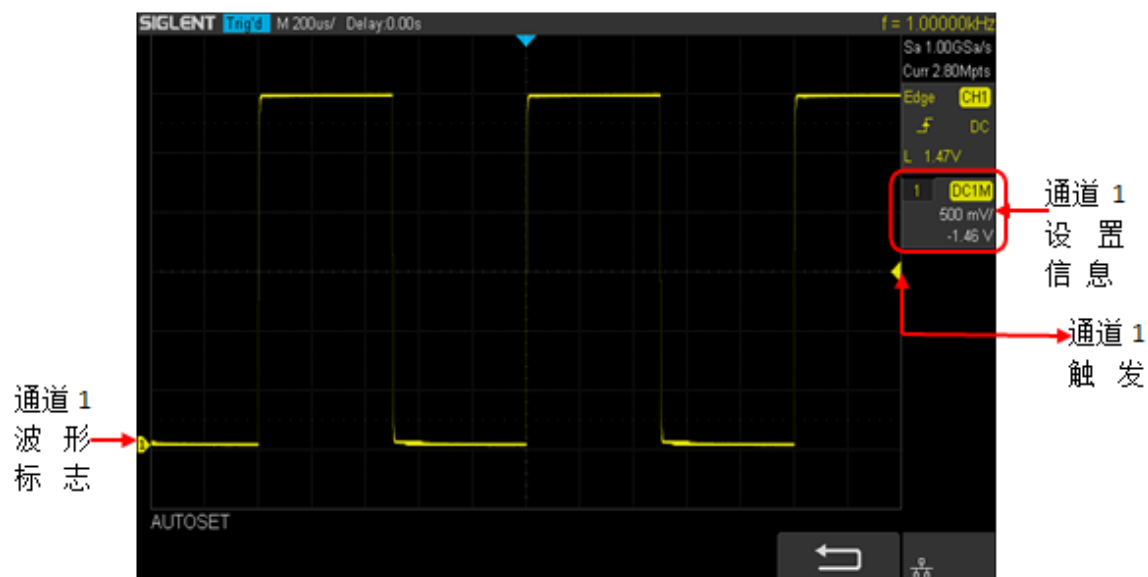 SIGLENT Trig'd M 200us/ Delay:0.00s f = 1.00000kHz
Sa 1.00GSa/s
Curr 2.80Mpts
Edge CH1
DC
L 1.47V
1 DC1M
500 mV/
-1.46 V
通道 1
设 置
信 息
通道 1
触 发
通道 1
波 形
标 志
1
AUTOSET